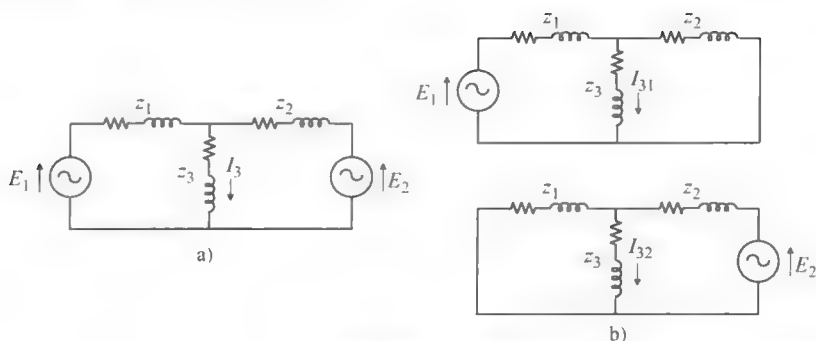 z₁
z₂
E₁
z₃
I₃
E₂
a)
z₁
z₂
E₁
z₃
I₃₁
z₁
z₂
z₃
I₃₂
E₂
b)